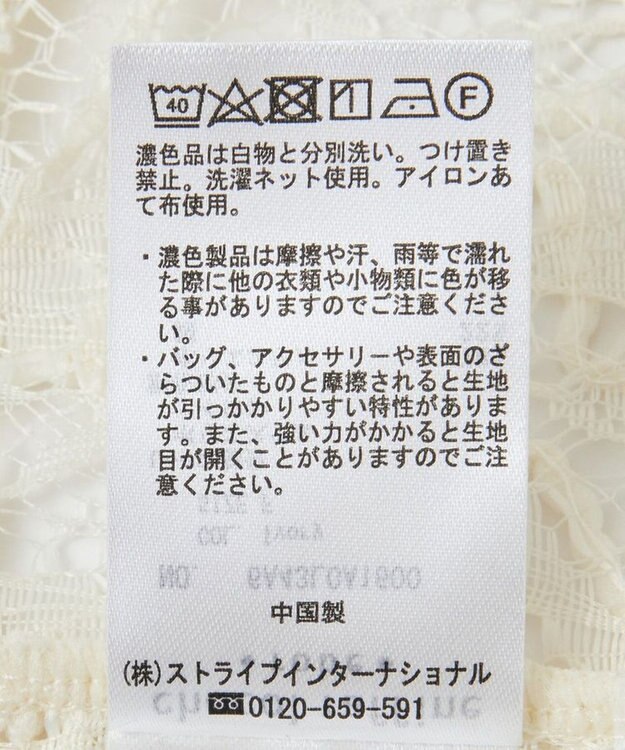 40 F
濃色品は白物と分別洗い。つけ置き
禁止。洗濯ネット使用。アイロンあ
て布使用。
・濃色製品は摩擦や汗、雨等で濡れ
た際に他の衣類や小物類に色が移
る事がありますのでご注意くださ
い。
・バッグ、アクセサリーや表面のざ
らついたものと摩擦されると生地
が引っかかりやすい特性がありま
す。また、強い力がかかると生地
目が開くことがありますのでご注
意ください。
COL. Ivory
NO. 6A43L0A1600
中国製
(株)ストライプインターナショナル
0120-659-591